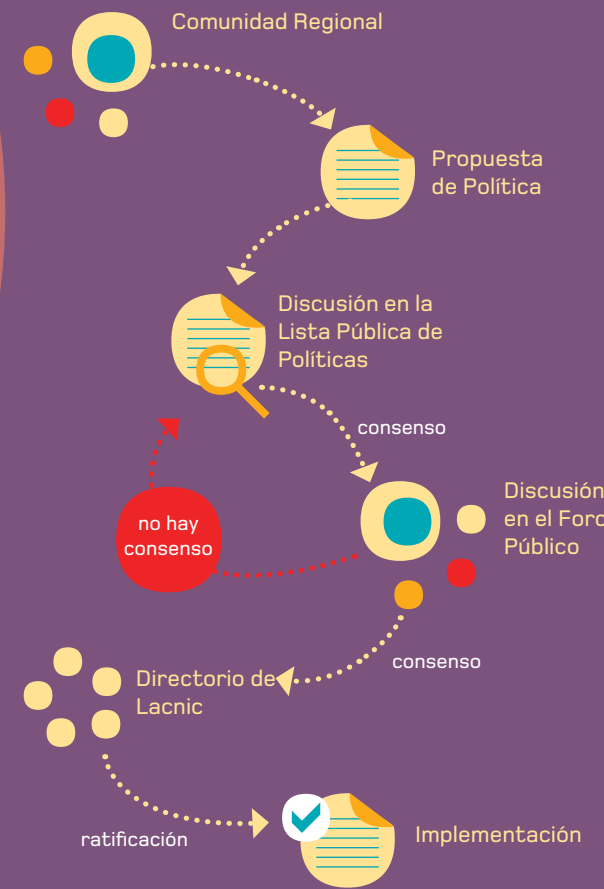 Comunidad Regional
Propuesta
de Política
Discusión en la
Lista Pública de
Políticas
consenso
Discusión
en el Foro
Público
no hay
consenso
consenso
Directorio de
Lacnic
ratificación
Implementación